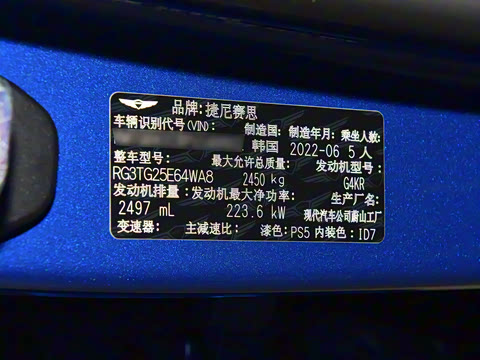 品牌:捷尼赛思
车辆识别代号(VIN): 制造国: 制造年月: 乘坐人数:
韩国 2022-06 5人
整车型号: 最大允许总质量: 发动机型号:
RG3TG25E64WA8 2450 kg G4KR
发动机排量: 发动机最大净功率: 生产厂名:
2497 mL 223.6 kW 现代汽车公司蔚山工厂
变速器: 主减速比: 漆色: PS5 内装色: ID7